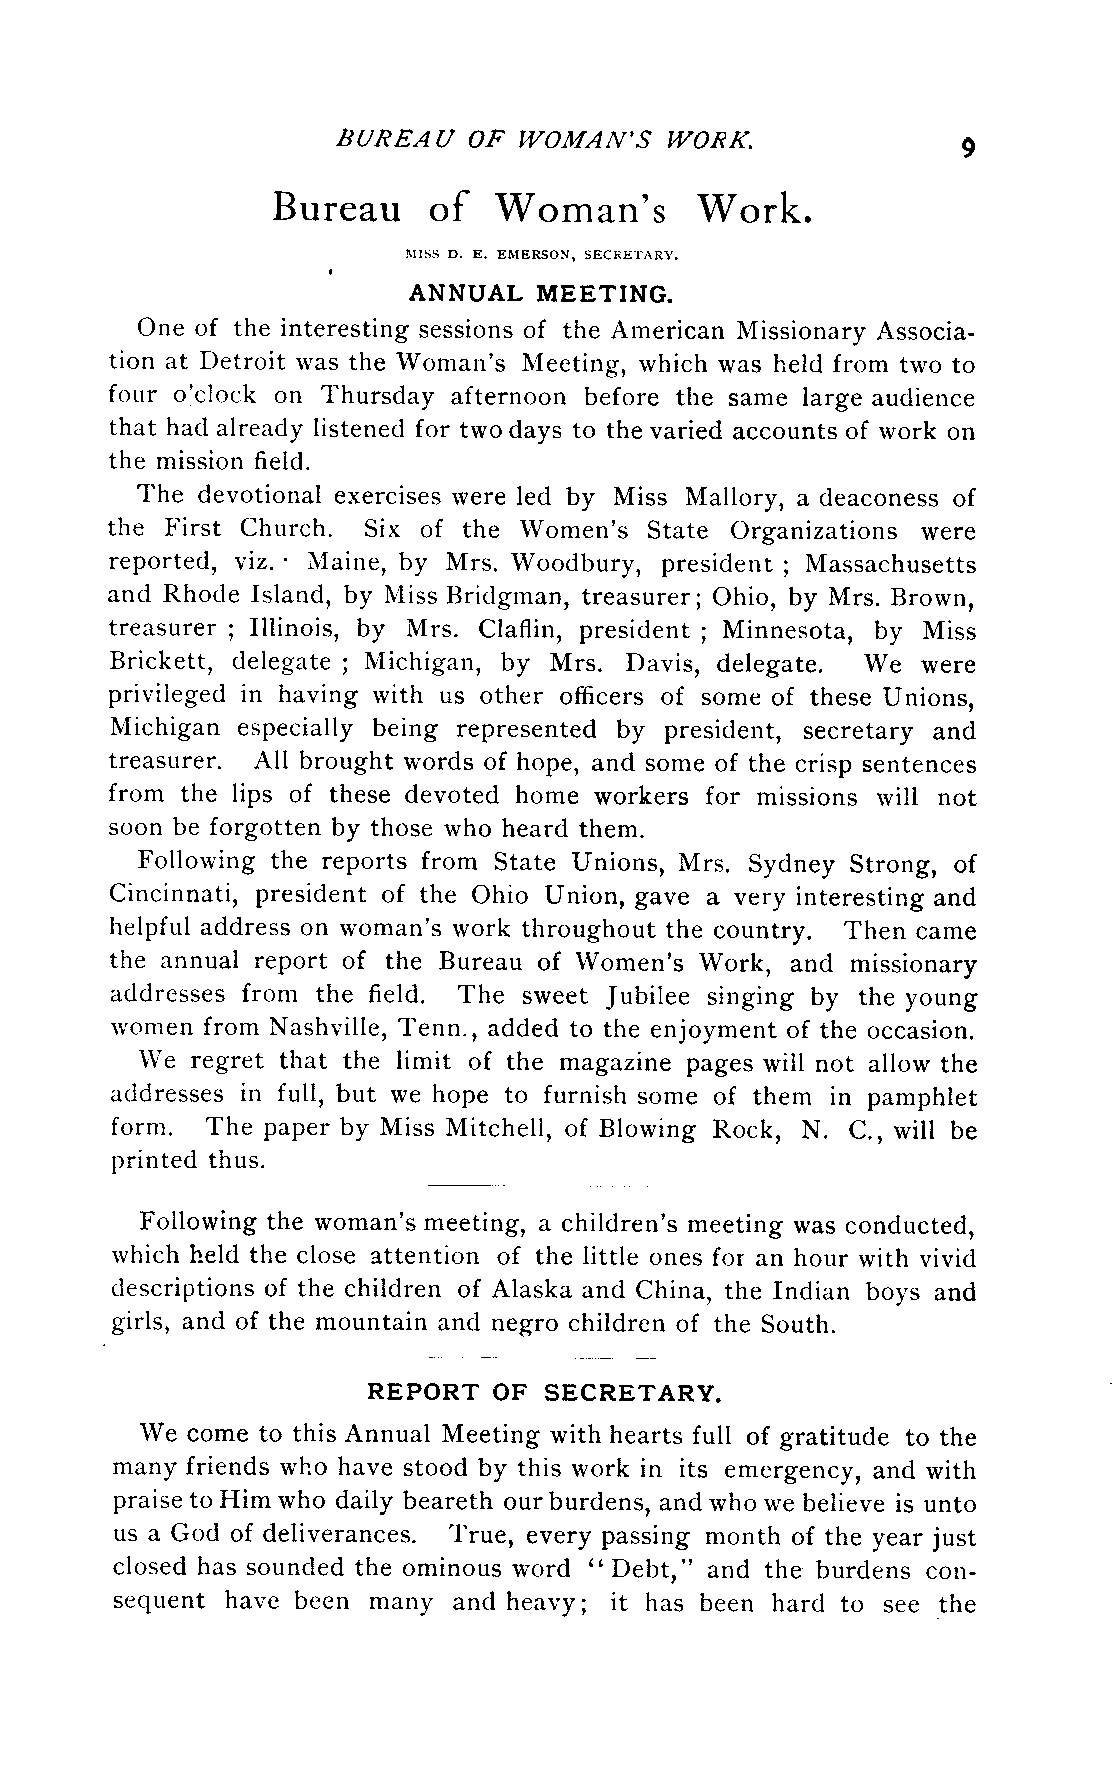 BUREAU OF WOMAN'S WORK. 9
Bureau of Woman's Work.
MISS D. E. EMERSON, SECRETARY.
ANNUAL MEETING.
One of the interesting sessions of the American Missionary Associa-
tion at Detroit was the Woman's Meeting, which was held from two to
four o'clock on Thursday afternoon before the same large audience
that had already listened for two days to the varied accounts of work on
the mission field.
The devotional exercises were led by Miss Mallory, a deaconess of
the First Church. Six of the Women's State Organizations were
reported, viz. · Maine, by Mrs. Woodbury, president ; Massachusetts
and Rhode Island, by Miss Bridgman, treasurer; Ohio, by Mrs. Brown,
treasurer ; Illinois, by Mrs. Claflin, president ; Minnesota, by Miss
Brickett, delegate ; Michigan, by Mrs. Davis, delegate. We were
privileged in having with us other officers of some of these Unions,
Michigan especially being represented by president, secretary and
treasurer. All brought words of hope, and some of the crisp sentences
from the lips of these devoted home workers for missions will not
soon be forgotten by those who heard them.
Following the reports from State Unions, Mrs. Sydney Strong, of
Cincinnati, president of the Ohio Union, gave a very interesting and
helpful address on woman's work throughout the country. Then came
the annual report of the Bureau of Women's Work, and missionary
addresses from the field. The sweet Jubilee singing by the young
women from Nashville, Tenn., added to the enjoyment of the occasion.
We regret that the limit of the magazine pages will not allow the
addresses in full, but we hope to furnish some of them in pamphlet
form. The paper by Miss Mitchell, of Blowing Rock, N. C., will be
printed thus.
Following the woman's meeting, a children's meeting was conducted,
which held the close attention of the little ones for an hour with vivid
descriptions of the children of Alaska and China, the Indian boys and
girls, and of the mountain and negro children of the South.
REPORT OF SECRETARY.
We come to this Annual Meeting with hearts full of gratitude to the
many friends who have stood by this work in its emergency, and with
praise to Him who daily beareth our burdens, and who we believe is unto
us a God of deliverances. True, every passing month of the year just
closed has sounded the ominous word "Debt," and the burdens con-
sequent have been many and heavy; it has been hard to see the